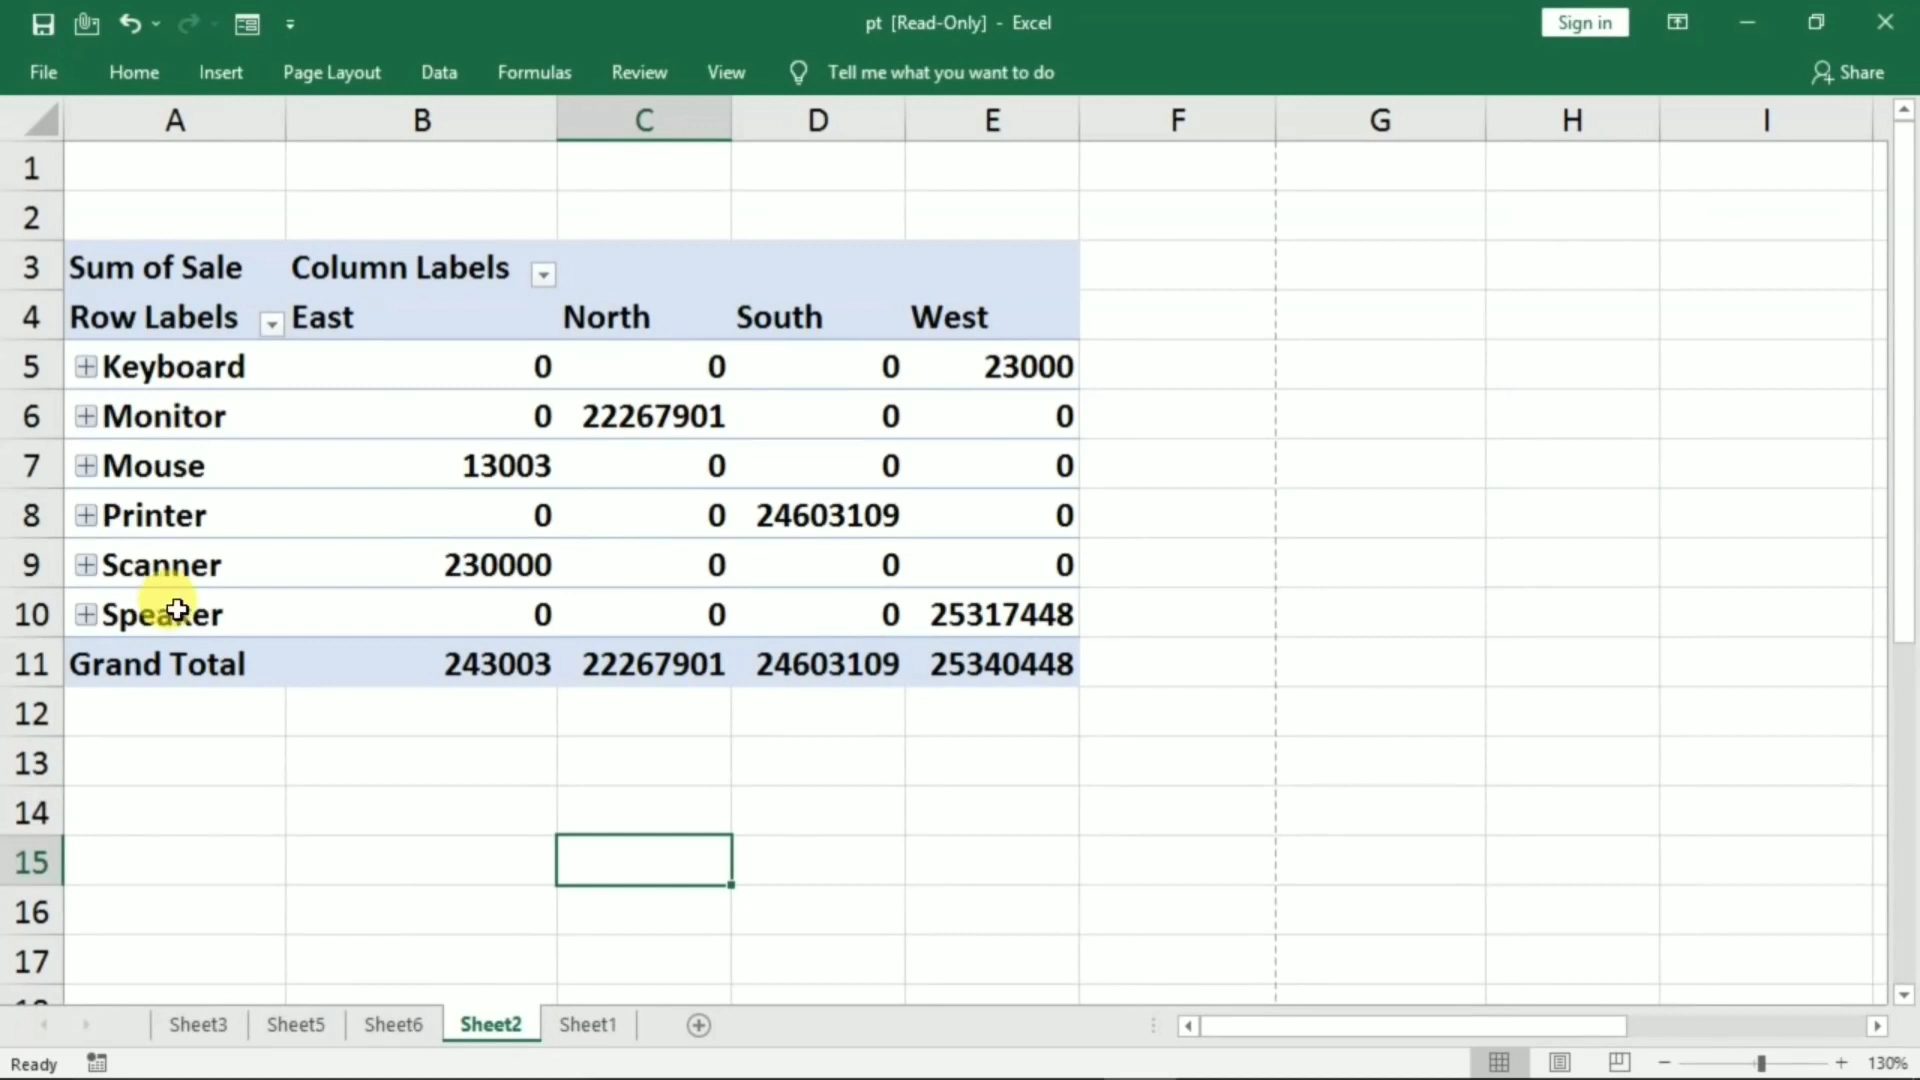 pt [Read-Only] - Excel
Sign in
File Home Insert Page Layout Data Formulas Review View Tell me what you want to do Share
A B C D E F G H I
1
2
3 Sum of Sale Column Labels
4 Row Labels East North South West
5 Keyboard 0 0 0 23000
6 Monitor 0 22267901 0 0
7 Mouse 13003 0 0 0
8 Printer 0 0 24603109 0
9 Scanner 230000 0 0 0
10 Speaker 0 0 0 25317448
11 Grand Total 243003 22267901 24603109 25340448
12
13
14
15
16
17
Sheet3 Sheet5 Sheet6 Sheet2 Sheet1
Ready 130%